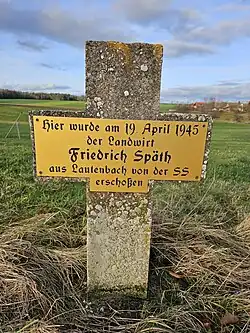 Hier wurde am 19. April 1945
der Landwirt
Friedrich Späth
aus Lautenbach von der SS
erschoßen